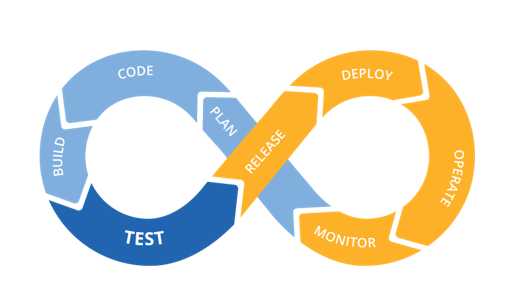 CODE
DEPLOY
PLAN
BUILD
RELEASE
OPERATE
TEST
MONITOR